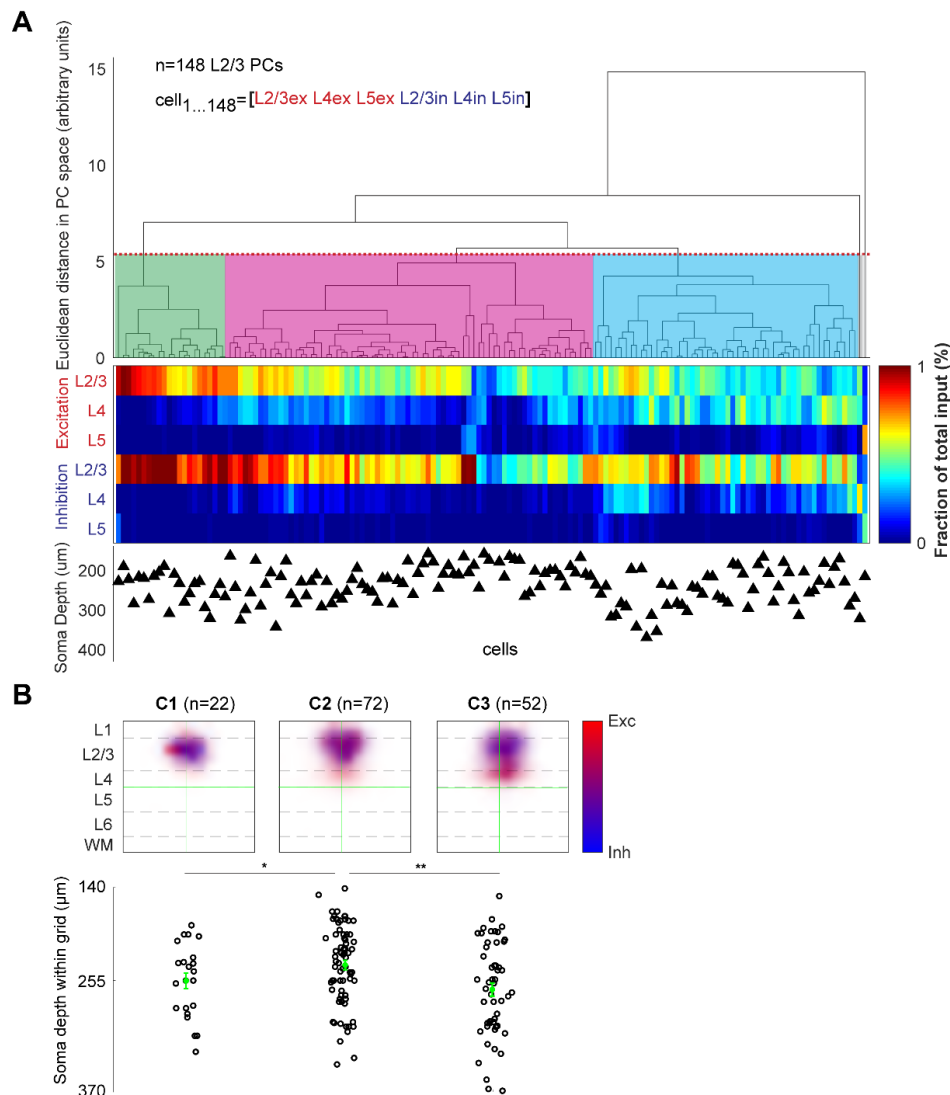 A
n=148 L2/3 PCs
cell1...148=[L2/3ex L4ex L5ex L2/3in L4in L5in]
Euclidean distance in PC space (arbitrary units)
15
10
5
0
Excitation
L2/3
L4
L5
Inhibition
L2/3
L4
L5
1
0
Fraction of total input (%)
Soma Depth (um)
200
300
400
cells
B
C1 (n=22) C2 (n=72) C3 (n=52)
L1
L2/3
L4
L5
L6
WM
Exc
Inh
* **
Soma depth within grid (µm)
140
255
370